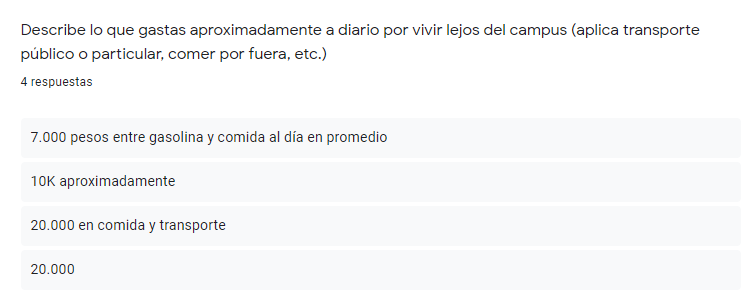 Describe lo que gastas aproximadamente a diario por vivir lejos del campus (aplica transporte
público o particular, comer por fuera, etc.)
4 respuestas
7.000 pesos entre gasolina y comida al día en promedio
10K aproximadamente
20.000 en comida y transporte
20.000